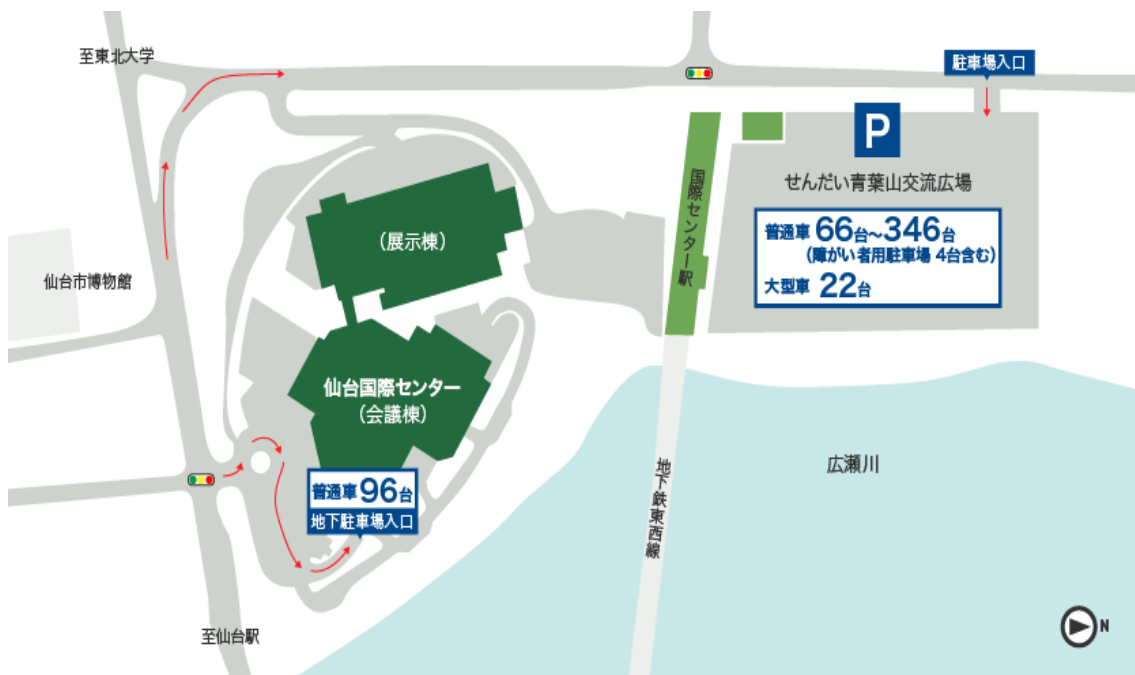 至東北大学
駐車場入口
P
せんだい青葉山交流広場
国際センター駅
普通車 66台~346台
(障がい者用駐車場 4台含む)
大型車 22台
(展示棟)
仙台市博物館
仙台国際センター
(会議棟)
広瀬川
普通車 96台
地下駐車場入口
地下鉄東西線
至仙台駅
N